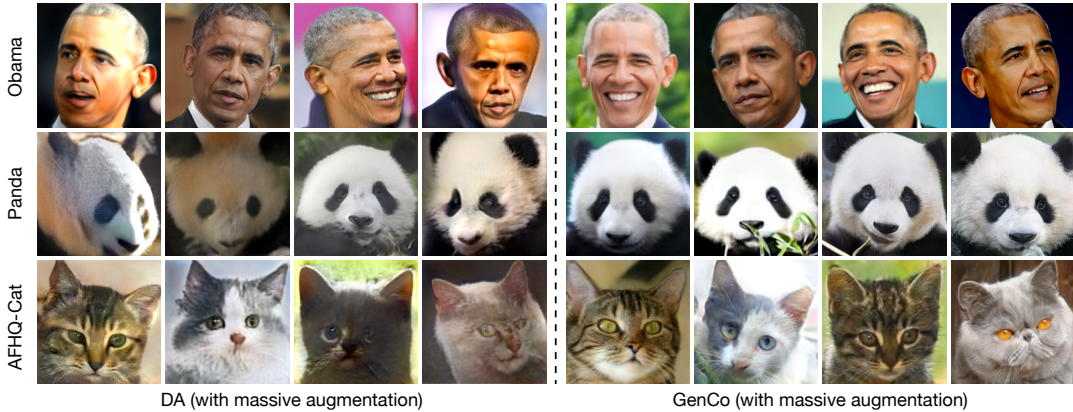 Obama
Panda
AFHQ-Cat
DA (with massive augmentation)
GenCo (with massive augmentation)